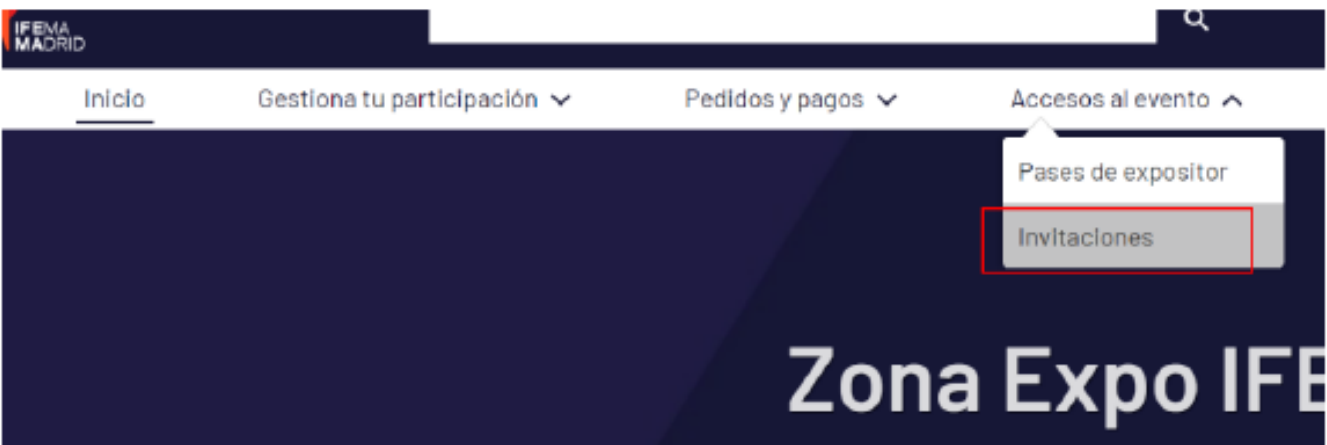 IFEMA
MADRID
Inicio
Gestiona tu participación
Pedidos y pagos
Accesos al evento
Pases de expositor
Invitaciones
Zona Expo IFE